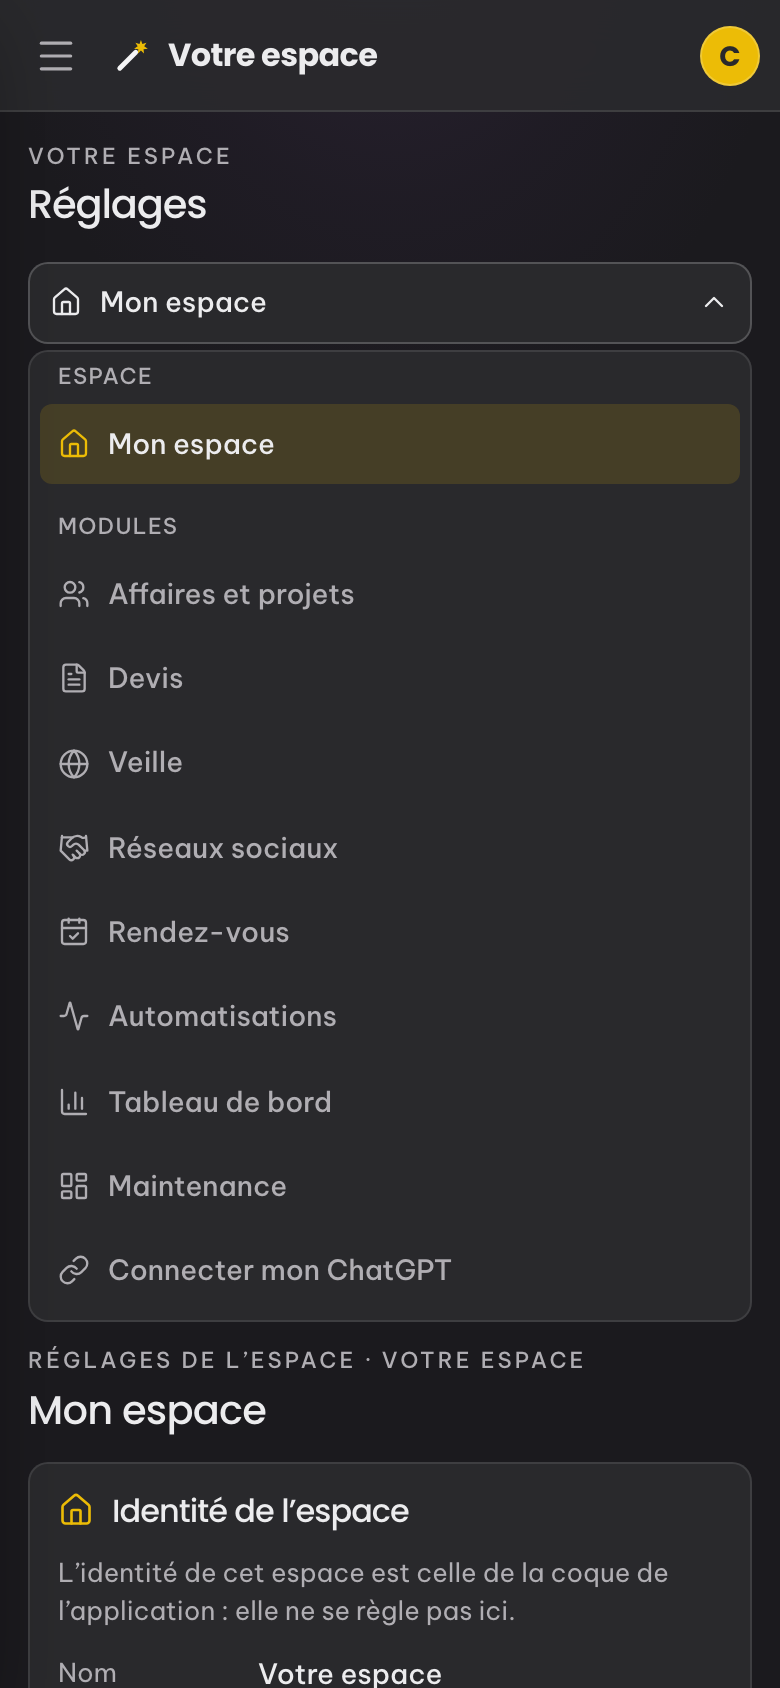 Votre espace
C
VOTRE ESPACE
Réglages
Mon espace
ESPACE
Mon espace
MODULES
Affaires et projets
Devis
Veille
Réseaux sociaux
Rendez-vous
Automatisations
Tableau de bord
Maintenance
Connecter mon ChatGPT
RÉGLAGES DE L’ESPACE · VOTRE ESPACE
Mon espace
Identité de l’espace
L’identité de cet espace est celle de la coque de
l’application : elle ne se règle pas ici.
Nom Votre espace